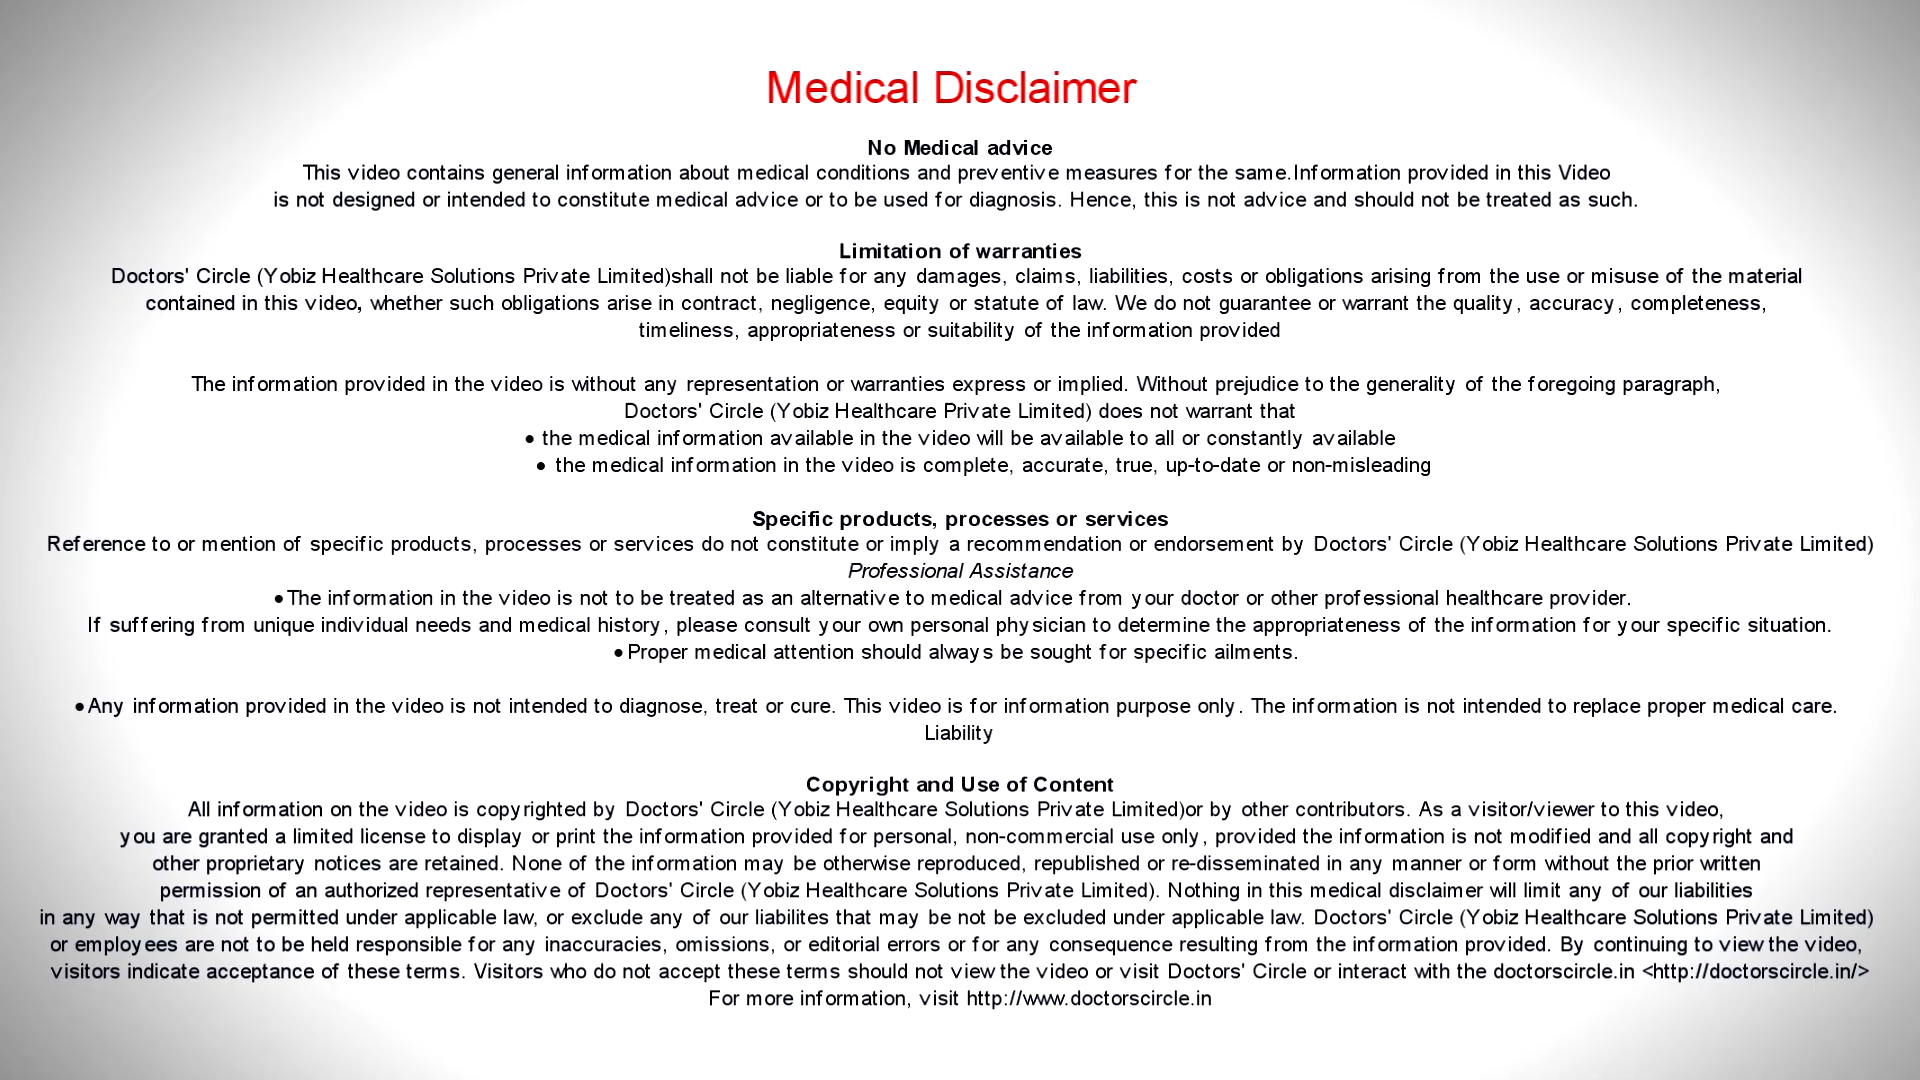 Medical Disclaimer
No Medical advice
This video contains general information about medical conditions and preventive measures for the same.Information provided in this Video
is not designed or intended to constitute medical advice or to be used for diagnosis. Hence, this is not advice and should not be treated as such.
Limitation of warranties
Doctors' Circle (Yobiz Healthcare Solutions Private Limited)shall not be liable for any damages, claims, liabilities, costs or obligations arising from the use or misuse of the material
contained in this video, whether such obligations arise in contract, negligence, equity or statute of law. We do not guarantee or warrant the quality, accuracy, completeness,
timeliness, appropriateness or suitability of the information provided
The information provided in the video is without any representation or warranties express or implied. Without prejudice to the generality of the foregoing paragraph,
Doctors' Circle (Yobiz Healthcare Private Limited) does not warrant that
• the medical information available in the video will be available to all or constantly available
• the medical information in the video is complete, accurate, true, up-to-date or non-misleading
Specific products, processes or services
Reference to or mention of specific products, processes or services do not constitute or imply a recommendation or endorsement by Doctors' Circle (Yobiz Healthcare Solutions Private Limited)
Professional Assistance
•The information in the video is not to be treated as an alternative to medical advice from your doctor or other professional healthcare provider.
If suffering from unique individual needs and medical history, please consult your own personal physician to determine the appropriateness of the information for your specific situation.
•Proper medical attention should always be sought for specific ailments.
•Any information provided in the video is not intended to diagnose, treat or cure. This video is for information purpose only. The information is not intended to replace proper medical care.
Liability
Copyright and Use of Content
All information on the video is copyrighted by Doctors' Circle (Yobiz Healthcare Solutions Private Limited)or by other contributors. As a visitor/viewer to this video,
you are granted a limited license to display or print the information provided for personal, non-commercial use only, provided the information is not modified and all copyright and
other proprietary notices are retained. None of the information may be otherwise reproduced, republished or re-disseminated in any manner or form without the prior written
permission of an authorized representative of Doctors' Circle (Yobiz Healthcare Solutions Private Limited). Nothing in this medical disclaimer will limit any of our liabilities
in any way that is not permitted under applicable law, or exclude any of our liabilites that may be not be excluded under applicable law. Doctors' Circle (Yobiz Healthcare Solutions Private Limited)
or employees are not to be held responsible for any inaccuracies, omissions, or editorial errors or for any consequence resulting from the information provided. By continuing to view the video,
visitors indicate acceptance of these terms. Visitors who do not accept these terms should not view the video or visit Doctors' Circle or interact with the doctorscircle.in <http://doctorscircle.in/>
For more information, visit http://www.doctorscircle.in